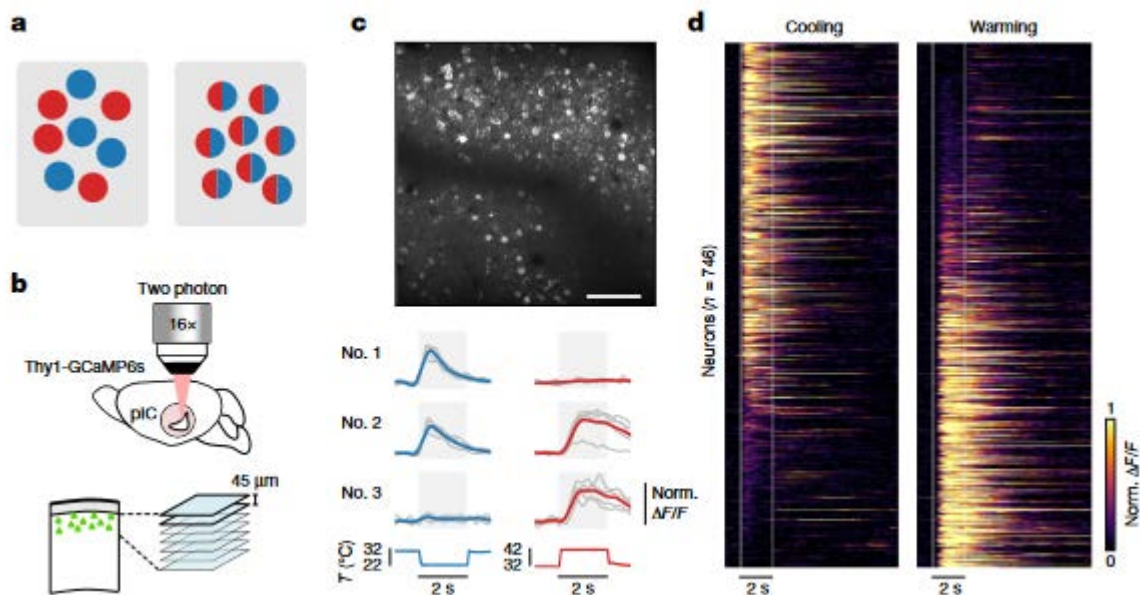 a
b
Two photon
16×
Thy1-GCaMP6s
pIC
45 μm
c
No. 1
No. 2
No. 3
Norm.
ΔF/F
T (°C)
32
22
42
32
2 s
2 s
d
Cooling
Warming
Neurons (n = 746)
1
0
Norm. ΔF/F
2 s
2 s